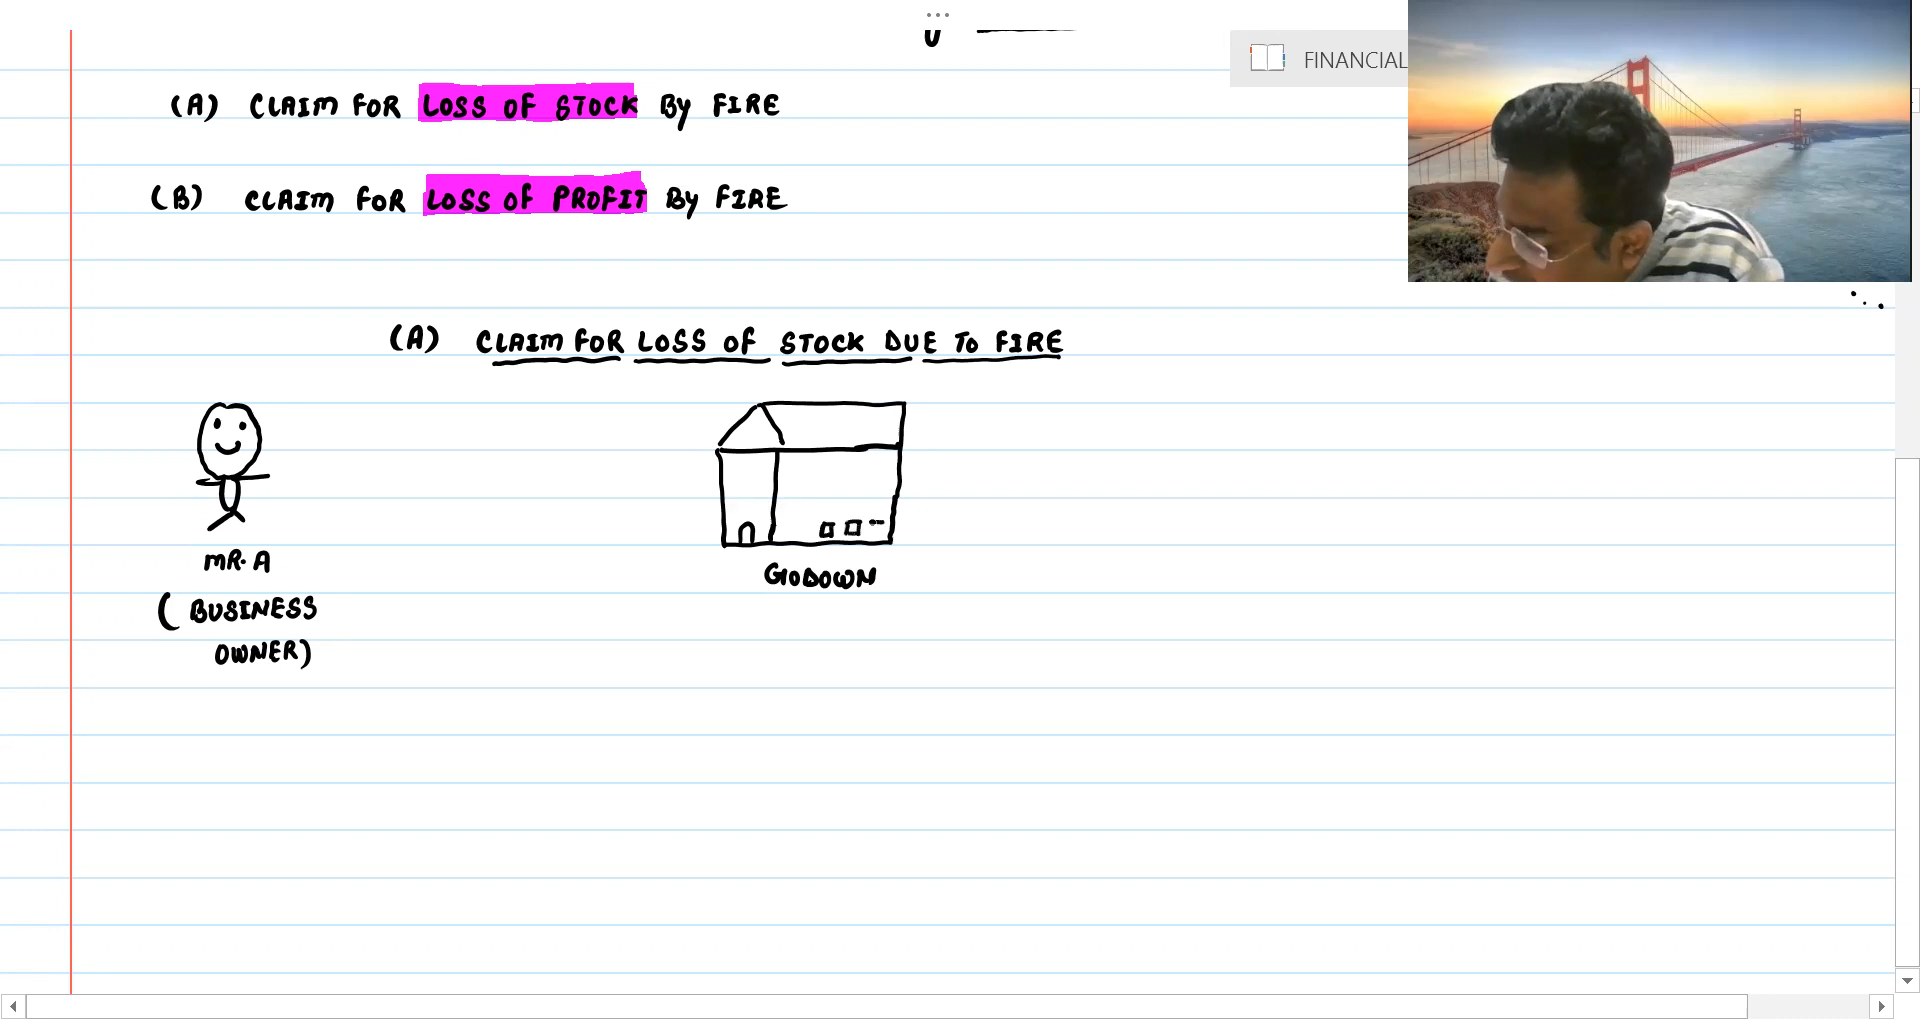 FINANCIAL
(A) CLAIM FOR LOSS OF STOCK By FIRE
(B) CLAIM FOR LOSS OF PROFIT By FIRE
(A) CLAIM FOR LOSS OF STOCK DUE TO FIRE
MR. A
(BUSINESS
OWNER)
GODOWN